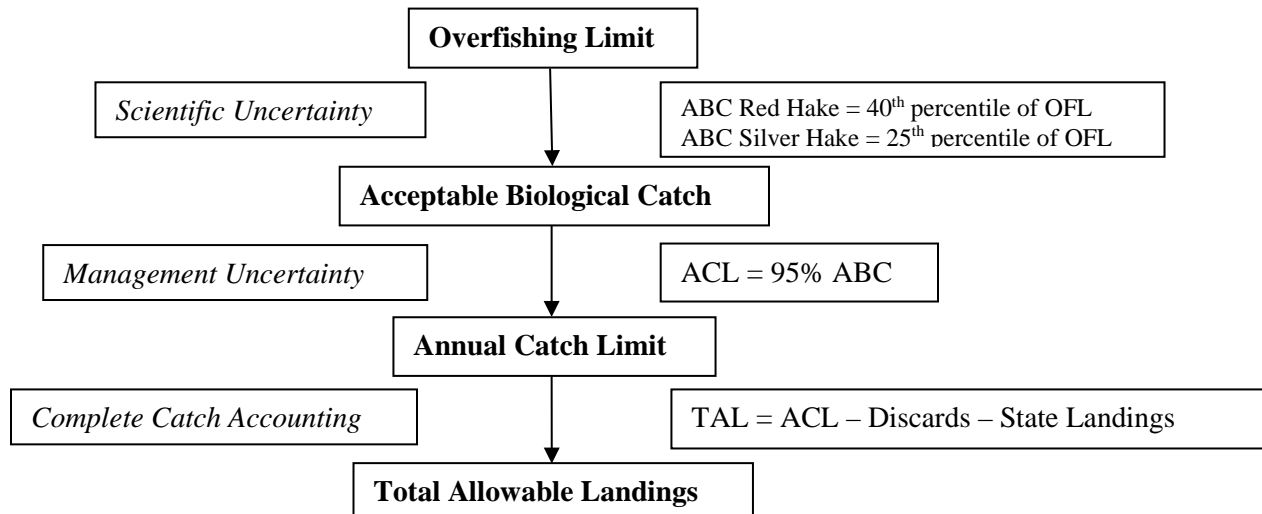 Overfishing Limit
Scientific Uncertainty
ABC Red Hake = 40th percentile of OFL
ABC Silver Hake = 25th percentile of OFL
Acceptable Biological Catch
Management Uncertainty
ACL = 95% ABC
Annual Catch Limit
Complete Catch Accounting
TAL = ACL – Discards – State Landings
Total Allowable Landings